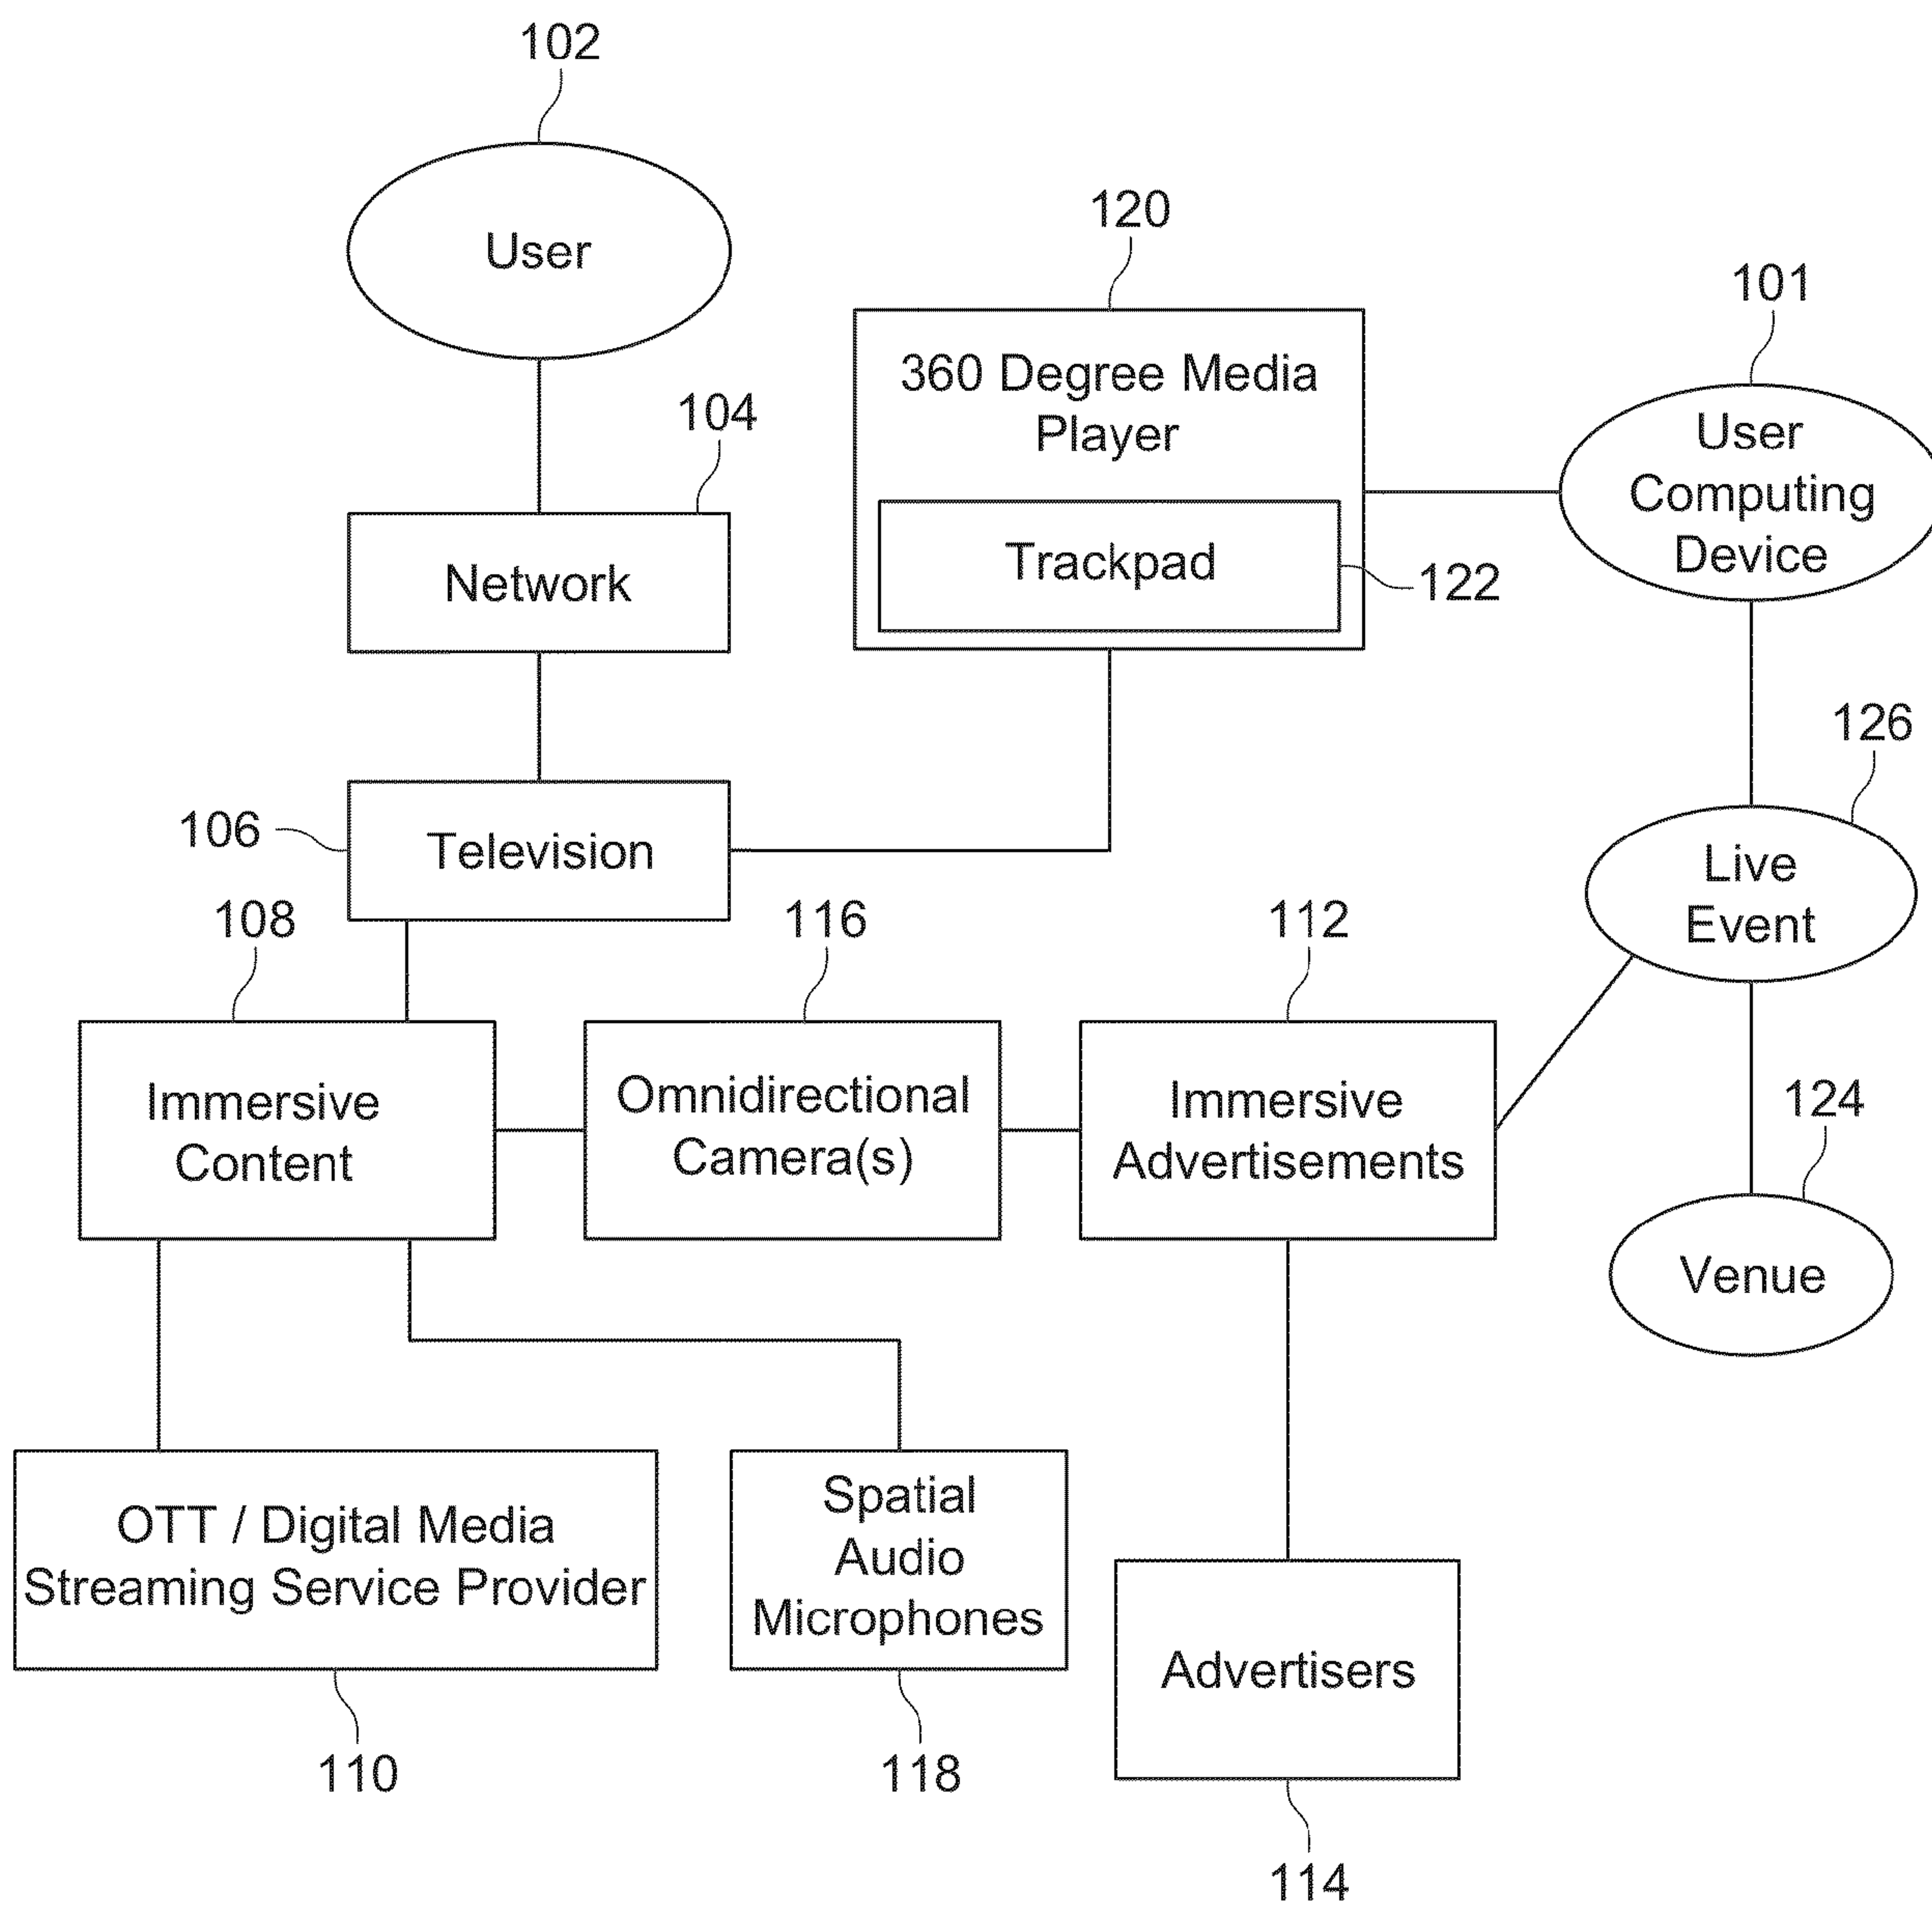 102
User
120
360 Degree Media
Player
101
User
Computing
Device
104
Network
Trackpad
122
126
Live
Event
106
Television
108
116
112
Immersive
Content
Omnidirectional
Camera(s)
Immersive
Advertisements
124
Venue
OTT / Digital Media
Streaming Service Provider
Spatial
Audio
Microphones
Advertisers
110
118
114